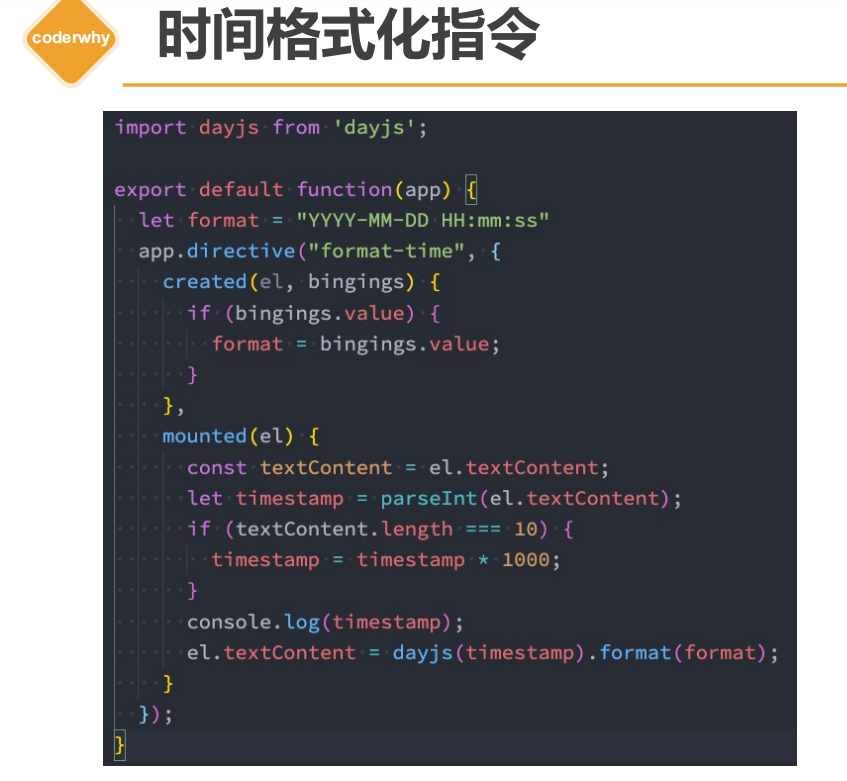 coderwhy
时间格式化指令
import dayjs from 'dayjs';
export default function(app) {
let format = "YYYY-MM-DD HH:mm:ss"
app.directive("format-time", {
created(el, bingings) {
if (bingings.value) {
format = bingings.value;
}
},
mounted(el) {
const textContent = el.textContent;
let timestamp = parseInt(el.textContent);
if (textContent.length === 10) {
timestamp = timestamp * 1000;
}
console.log(timestamp);
el.textContent = dayjs(timestamp).format(format);
}
});
}